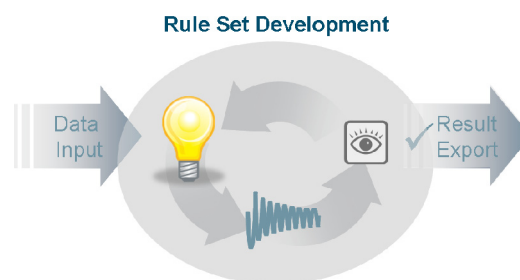 Rule Set Development
Data
Input
Result
Export